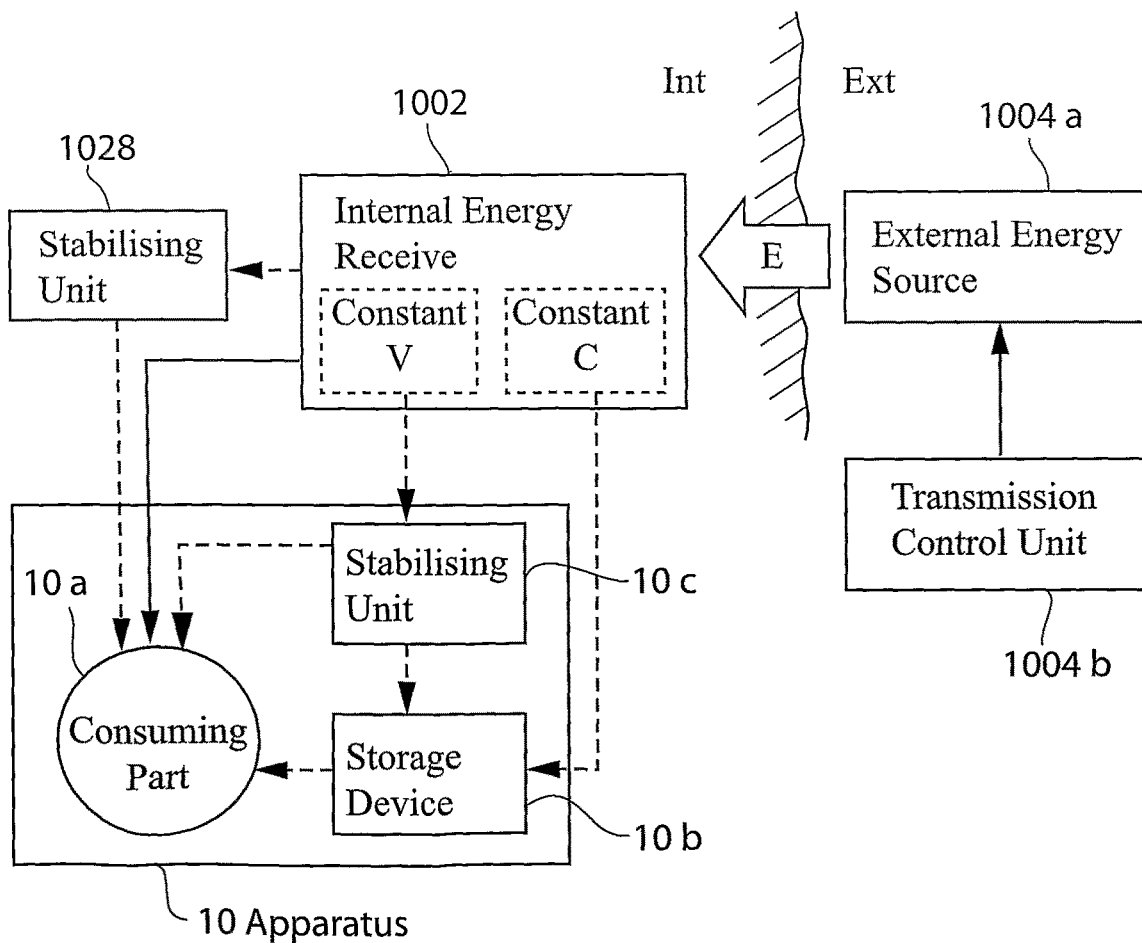 Int
Ext
1002
1004 a
1028
Internal Energy
Receive
Stabilising
Unit
E
External Energy
Source
Constant
V
Constant
C
Transmission
Control Unit
10 a
Stabilising
Unit
10 c
1004 b
Consuming
Part
Storage
Device
10 b
10 Apparatus